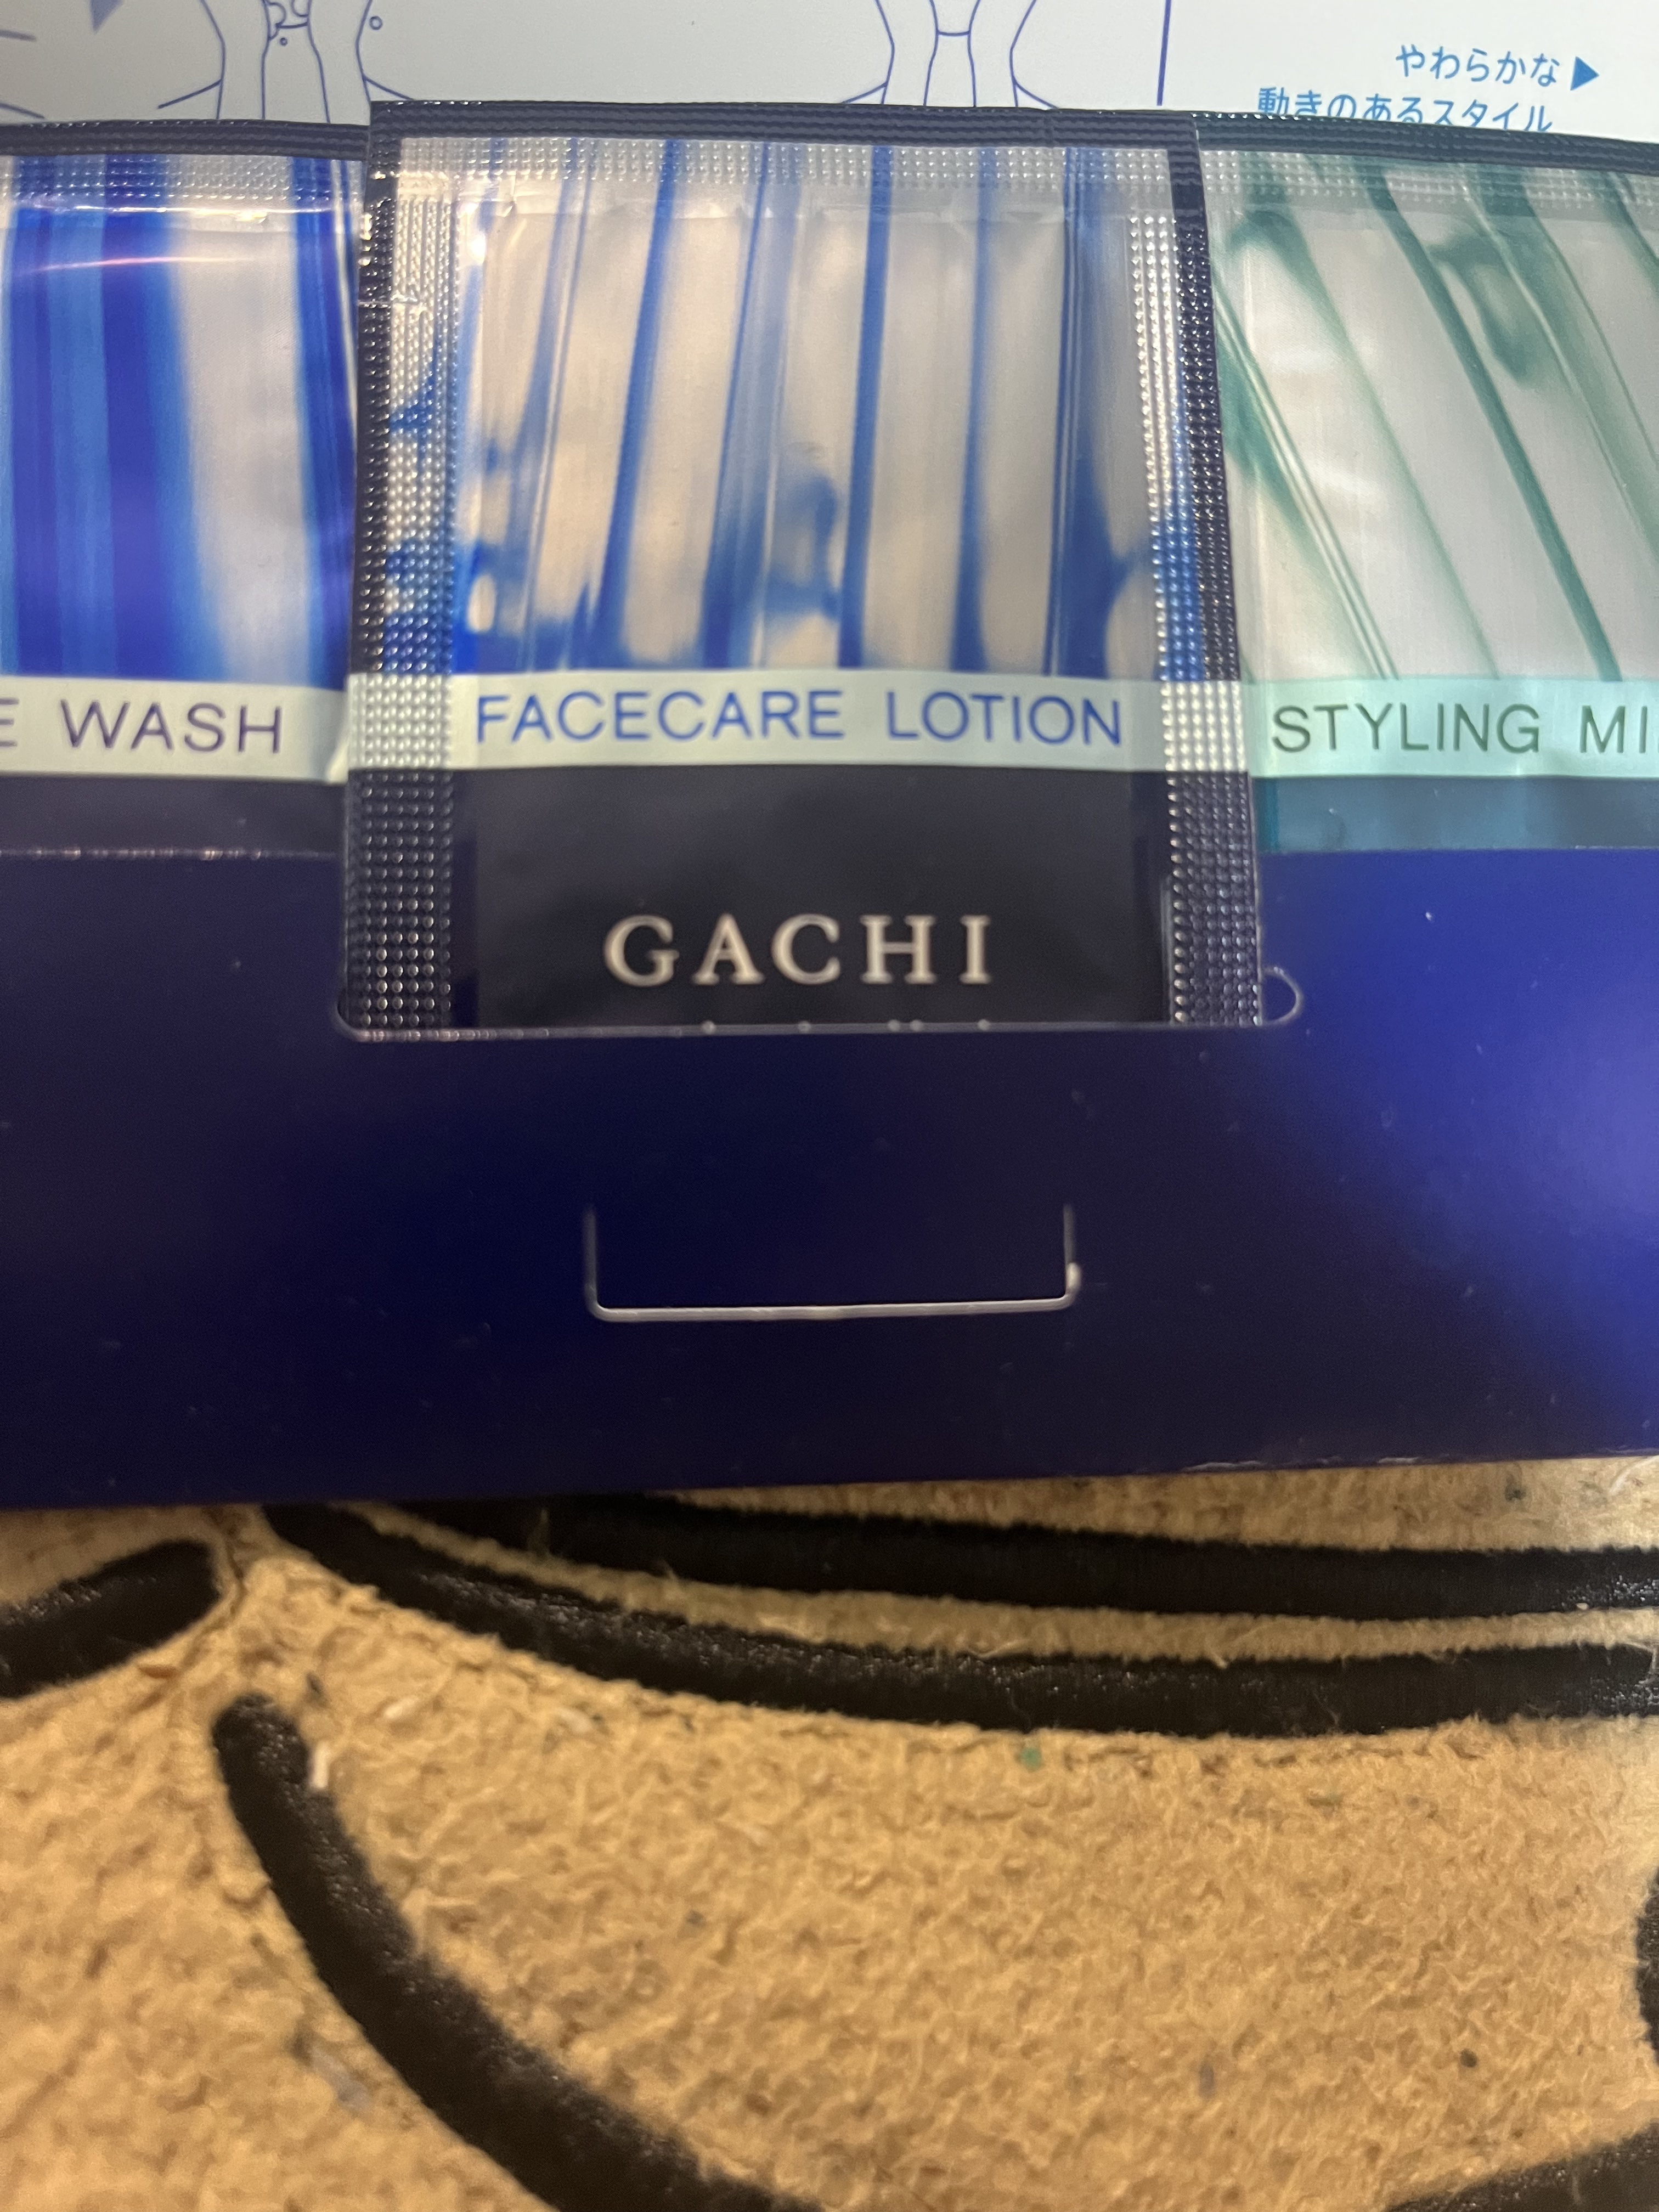 やわらかな▶
動きのあるスタイル
WASH
FACECARE LOTION
STYLING
GACHI